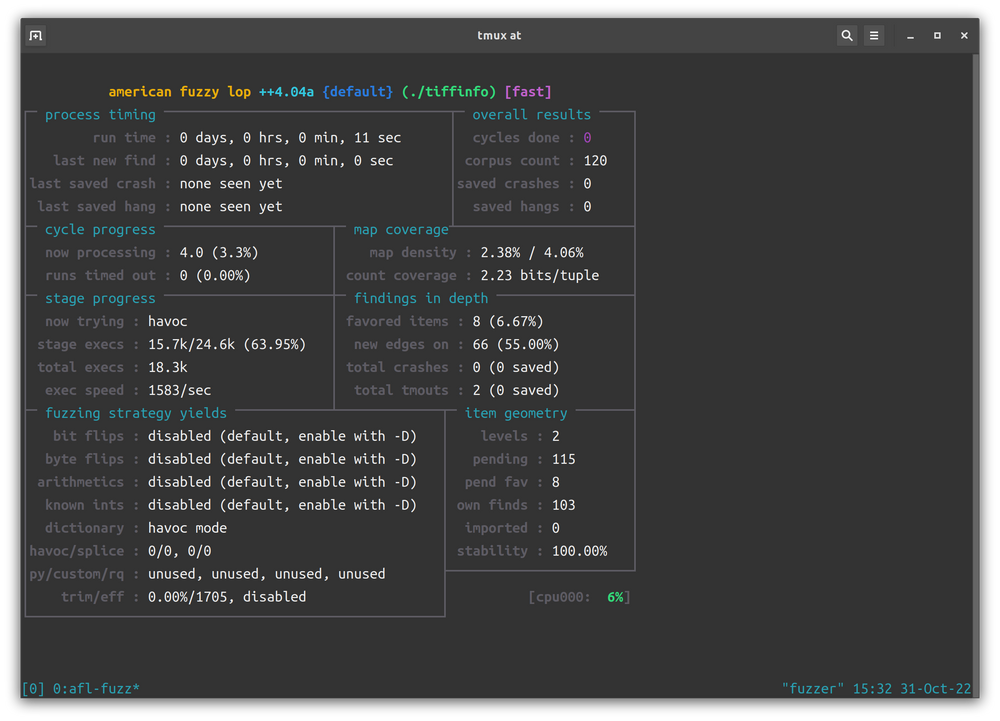 tmux at
american fuzzy lop ++4.04a {default} (./tiffinfo) [fast]
process timing overall results
run time : 0 days, 0 hrs, 0 min, 11 sec cycles done : 0
last new find : 0 days, 0 hrs, 0 min, 0 sec corpus count : 120
last saved crash : none seen yet saved crashes : 0
last saved hang : none seen yet saved hangs : 0
cycle progress map coverage
now processing : 4.0 (3.3%) map density : 2.38% / 4.06%
runs timed out : 0 (0.00%) count coverage : 2.23 bits/tuple
stage progress findings in depth
now trying : havoc favored items : 8 (6.67%)
stage execs : 15.7k/24.6k (63.95%) new edges on : 66 (55.00%)
total execs : 18.3k total crashes : 0 (0 saved)
exec speed : 1583/sec total tmouts : 2 (0 saved)
fuzzing strategy yields item geometry
bit flips : disabled (default, enable with -D) levels : 2
byte flips : disabled (default, enable with -D) pending : 115
arithmetics : disabled (default, enable with -D) pend fav : 8
known ints : disabled (default, enable with -D) own finds : 103
dictionary : havoc mode imported : 0
havoc/splice : 0/0, 0/0 stability : 100.00%
py/custom/rq : unused, unused, unused, unused
trim/eff : 0.00%/1705, disabled [cpu000: 6%]
[0] 0:afl-fuzz* "fuzzer" 15:32 31-Oct-22